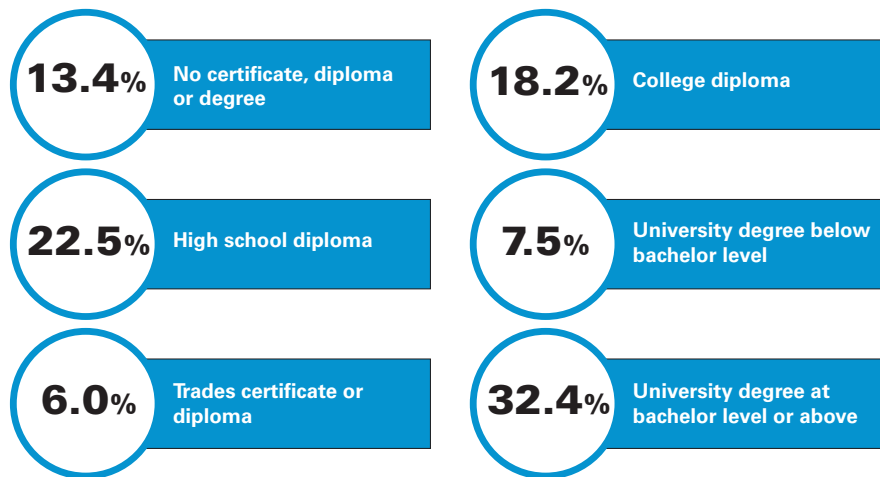 13.4%
No certificate, diploma
or degree
22.5%
High school diploma
6.0%
Trades certificate or
diploma
18.2%
College diploma
7.5%
University degree below
bachelor level
32.4%
University degree at
bachelor level or above